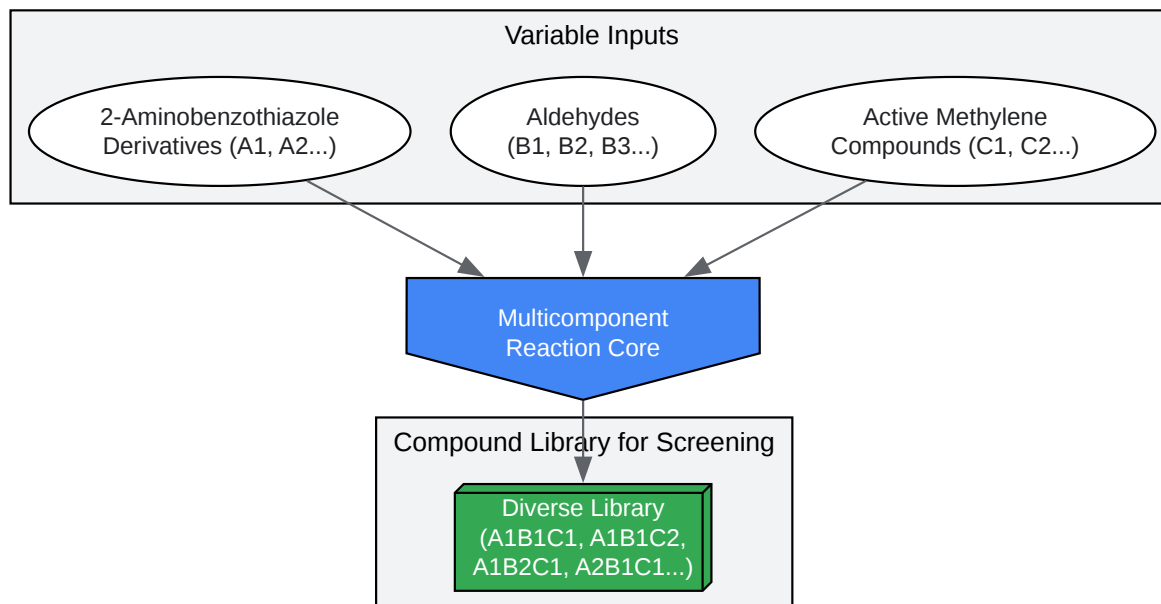 Variable Inputs
2-Aminobenzothiazole
Derivatives (A1, A2...)
Aldehydes
(B1, B2, B3...)
Active Methylene
Compounds (C1, C2...)
Multicomponent
Reaction Core
Compound Library for Screening
Diverse Library
(A1B1C1, A1B1C2,
A1B2C1, A2B1C1...)